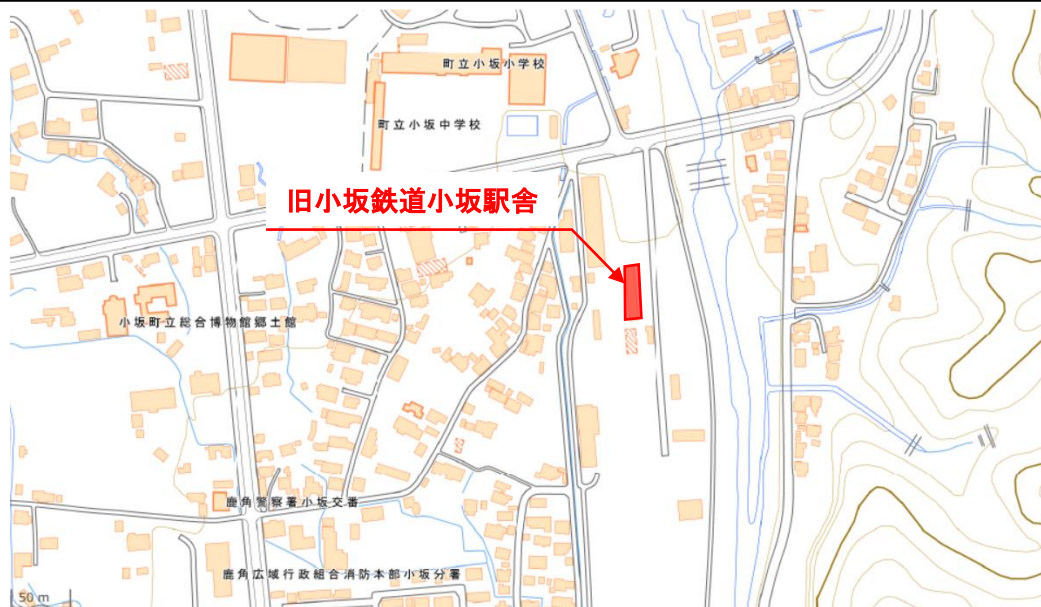 町立小坂小学校
町立小坂中学校
旧小坂鉄道小坂駅舎
小坂町立総合博物館郷土館
鹿角警察署小坂交番
鹿角広域行政組合消防本部小坂分署
50 m